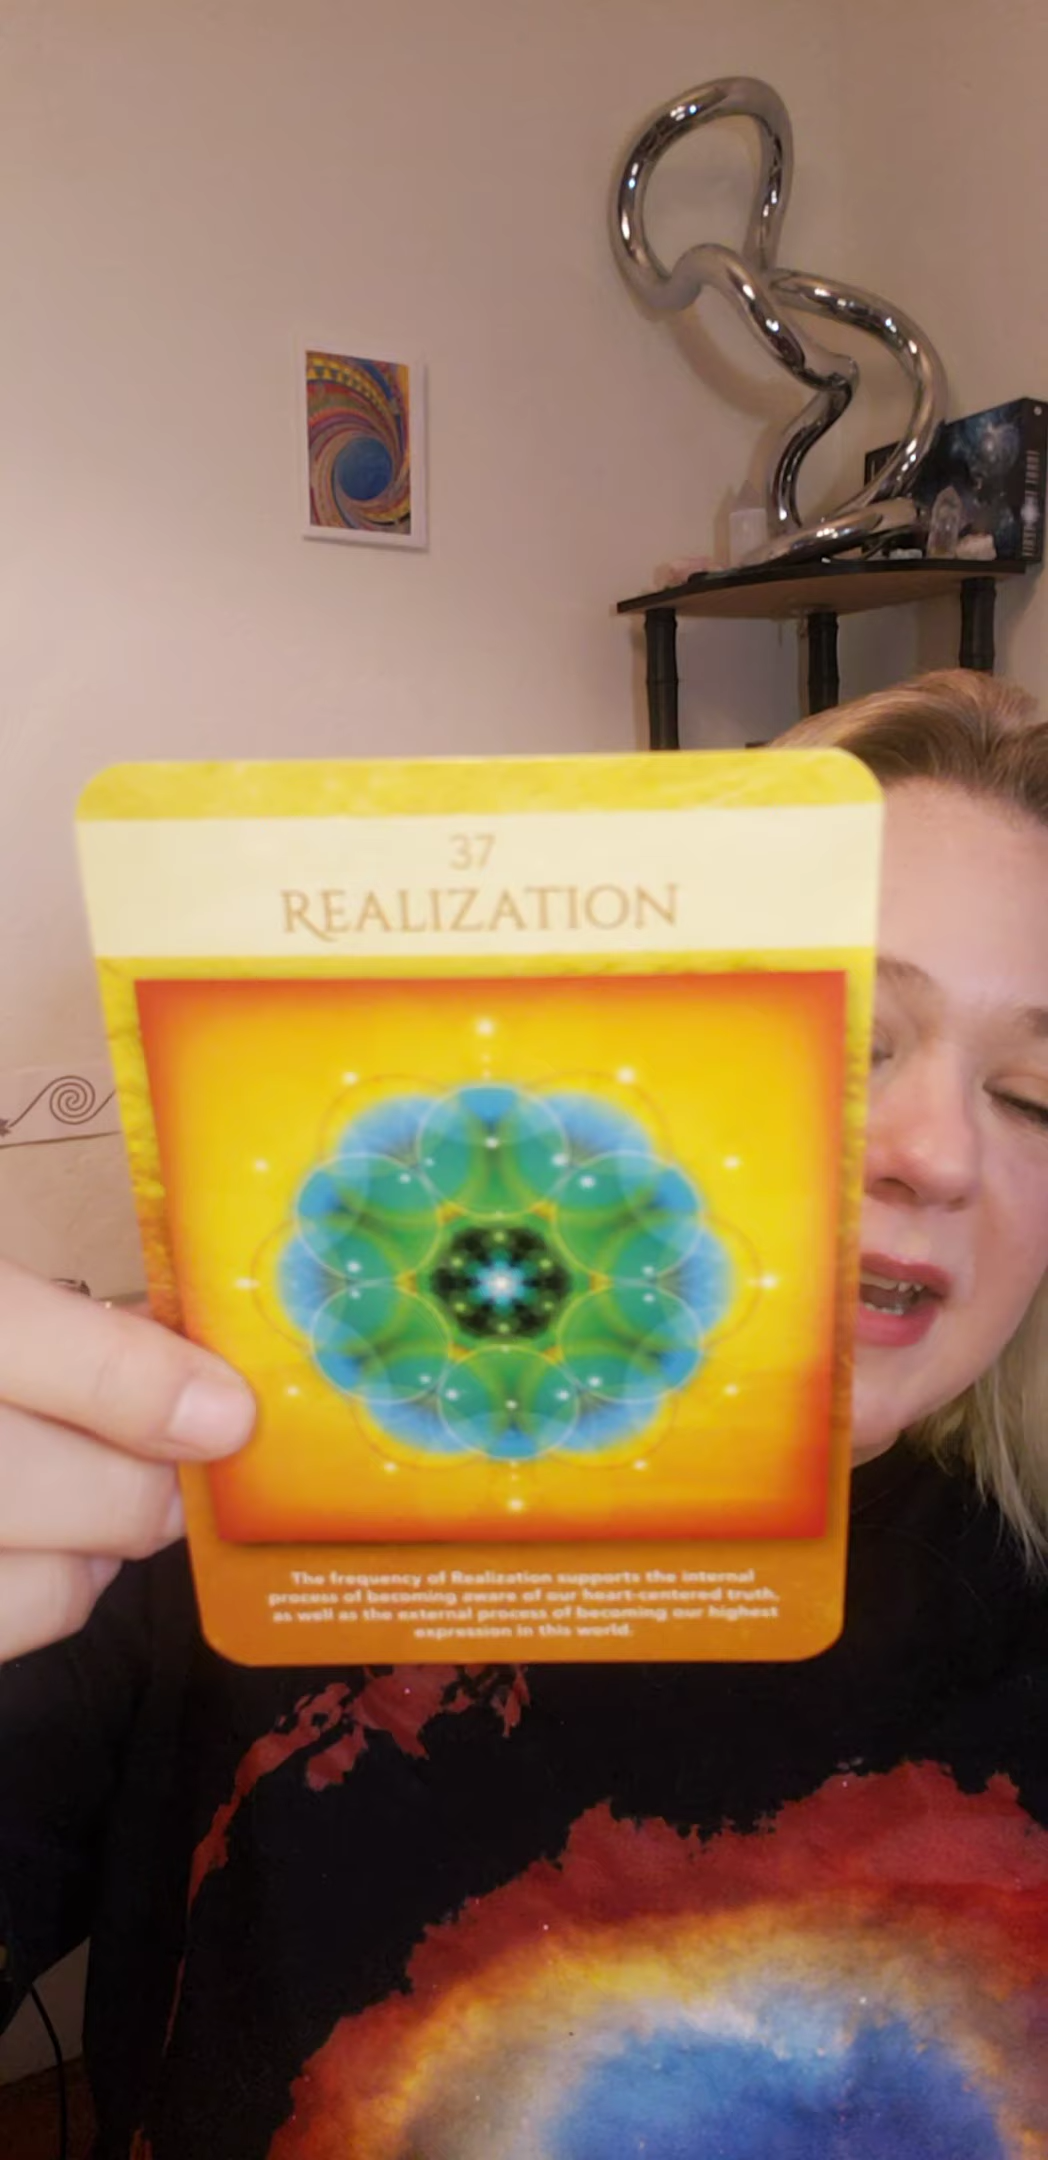 37
REALIZATION
The frequency of Realization supports the internal
process of becoming aware of our heart-centered truth,
as well as the external process of becoming our highest
expression in this world.